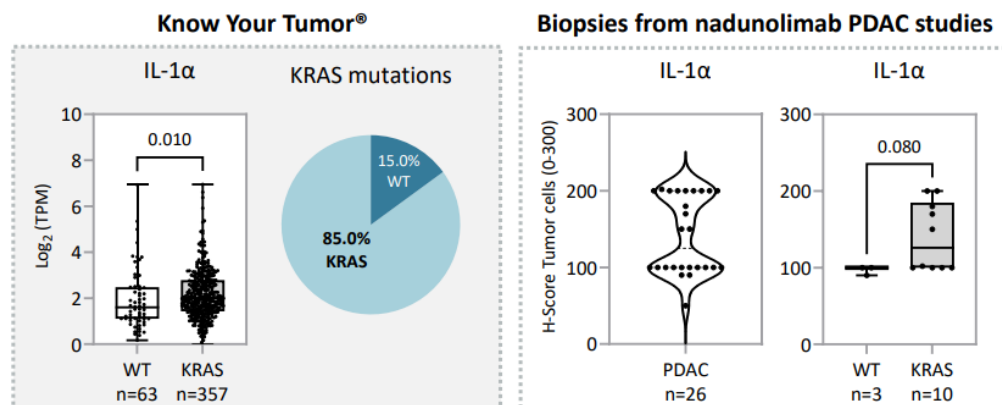 Know Your Tumor®
IL-1α
KRAS mutations
Log2 (TPM)
10
8
6
4
2
0
0.010
WT
n=63
KRAS
n=357
15.0%
WT
85.0%
KRAS
Biopsies from nadunolimab PDAC studies
IL-1α
H-Score Tumor cells (0-300)
300
200
100
0
PDAC
n=26
IL-1α
300
200
100
0
0.080
WT
n=3
KRAS
n=10